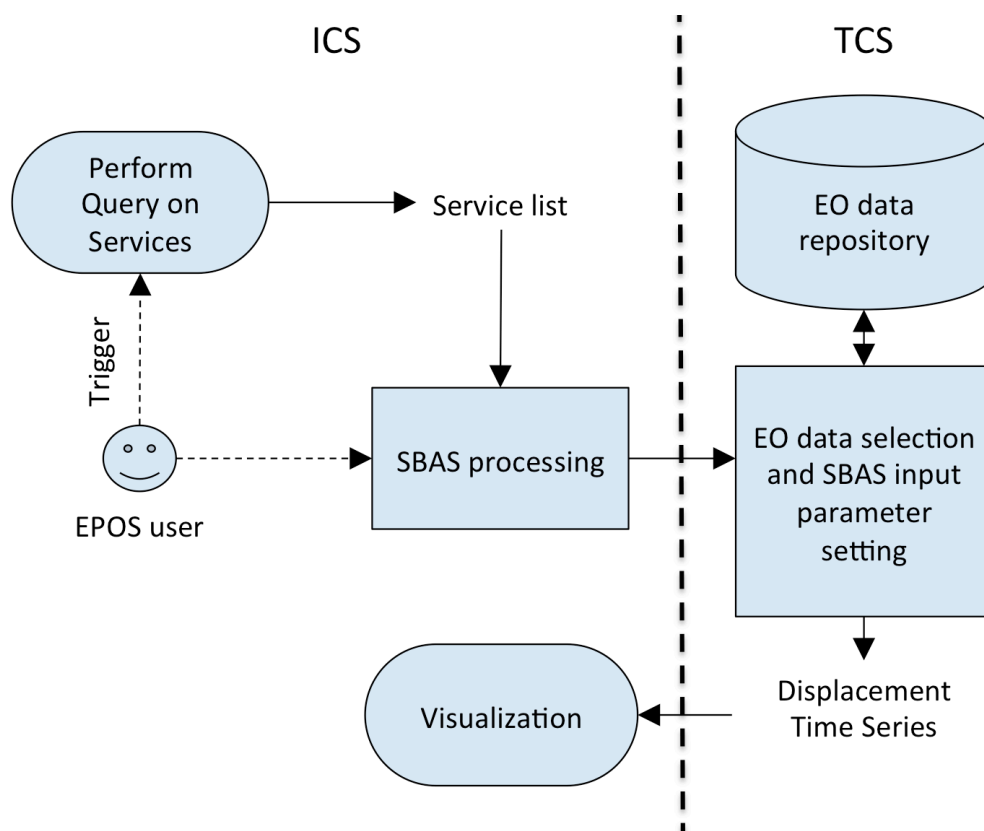 ICS
TCS
Perform
Query on
Services
Service list
EO data
repository
Trigger
EPOS user
SBAS processing
EO data selection
and SBAS input
parameter
setting
Visualization
Displacement
Time Series